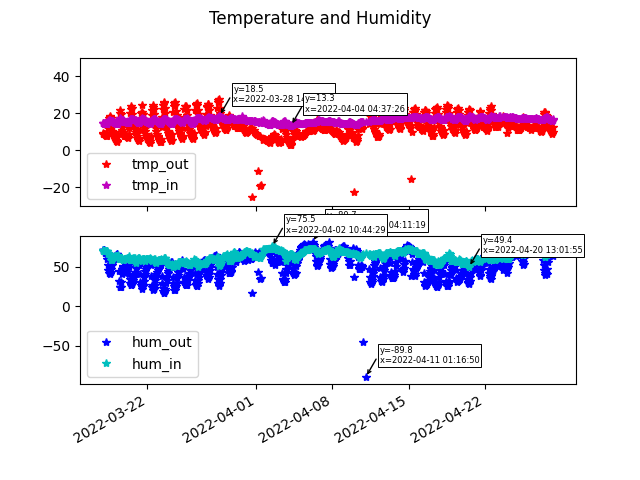 Temperature and Humidity
40
20
0
−20
y=18.5
x=2022-03-28
y=13.3
x=2022-04-04 04:37:26
tmp_out
tmp_in
50
0
−50
y=75.5
x=2022-04-02 10:44:29
04:11:19
y=49.4
x=2022-04-20 13:01:55
y=-89.8
x=2022-04-11 01:16:50
hum_out
hum_in
2022-03-22
2022-04-01
2022-04-08
2022-04-15
2022-04-22